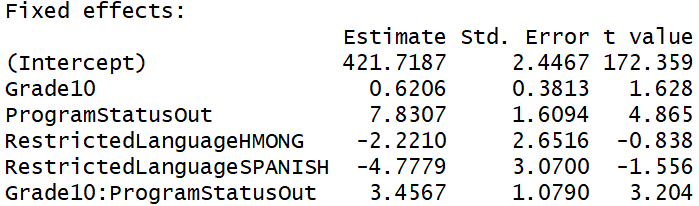 Fixed effects:
Estimate Std. Error t value
(Intercept) 421.7187 2.4467 172.359
Grade10 0.6206 0.3813 1.628
ProgramStatusOut 7.8307 1.6094 4.865
RestrictedLanguageHMONG -2.2210 2.6516 -0.838
RestrictedLanguageSPANISH -4.7779 3.0700 -1.556
Grade10:ProgramStatusOut 3.4567 1.0790 3.204